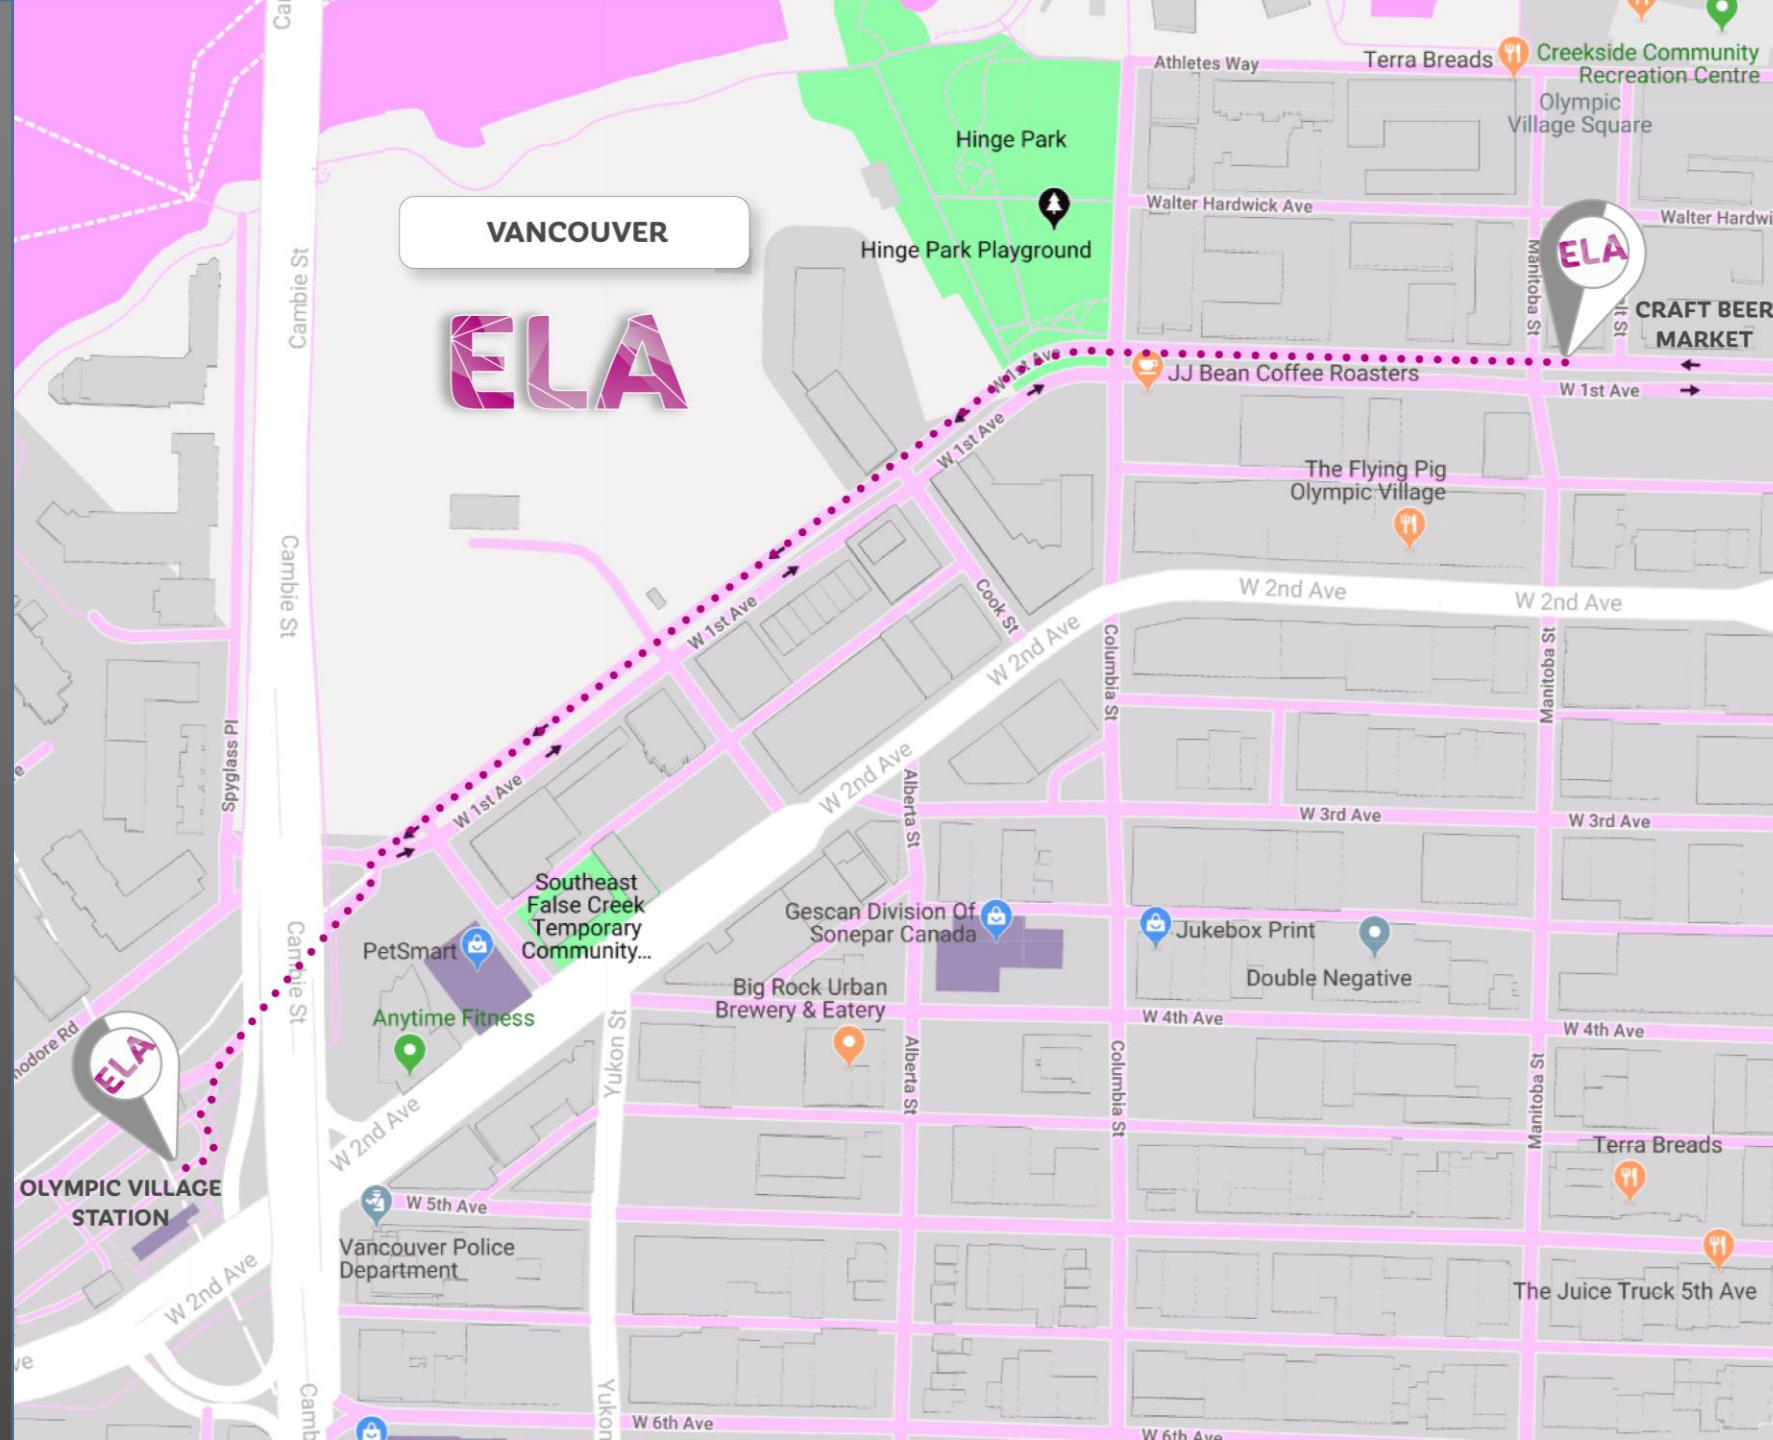 Athletes Way
Terra Breads
Creekside Community
Recreation Centre
Olympic
Village Square
Hinge Park
VANCOUVER
Walter Hardwick Ave
Hinge Park Playground
ELA
CRAFT BEER
MARKET
Cambie St
Manitoba St
ELA
W 1st Ave
JJ Bean Coffee Roasters
W 1st Ave
W 1st Ave
The Flying Pig
Olympic Village
Cambie St
W 2nd Ave
W 2nd Ave
Cook St
W 1st Ave
W 2nd Ave
Columbia St
Manitoba St
Spyglass Pl
W 1st Ave
W 2nd Ave
Alberta St
W 3rd Ave
W 3rd Ave
Southeast
False Creek
Temporary
Community...
PetSmart
Gescan Division Of
Sonepar Canada
Jukebox Print
Double Negative
Cambie St
Big Rock Urban
Brewery & Eatery
Anytime Fitness
W 4th Ave
W 4th Ave
ELA
Yukon St
Alberta St
Columbia St
Manitoba St
W 2nd Ave
Terra Breads
OLYMPIC VILLAGE
STATION
W 5th Ave
Vancouver Police
Department
W 2nd Ave
The Juice Truck 5th Ave
W 6th Ave
W 6th Ave